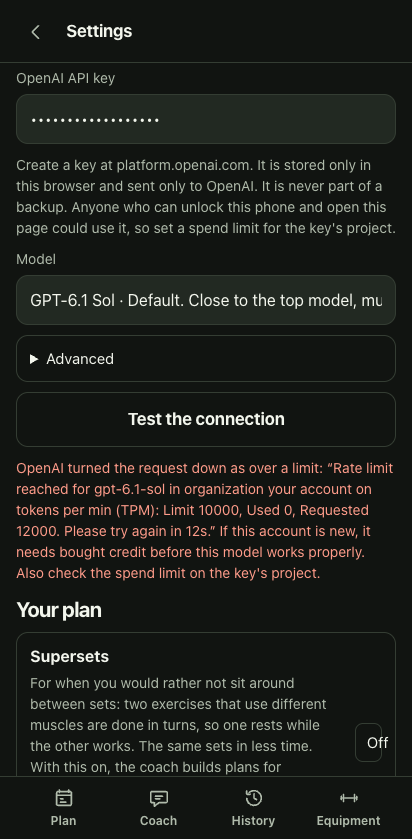 Settings
OpenAI API key
••••••••••••••••••
Create a key at platform.openai.com. It is stored only in
this browser and sent only to OpenAI. It is never part of a
backup. Anyone who can unlock this phone and open this
page could use it, so set a spend limit for the key's project.
Model
GPT-6.1 Sol · Default. Close to the top model, mu
Advanced
Test the connection
OpenAI turned the request down as over a limit: “Rate limit
reached for gpt-6.1-sol in organization your account on
tokens per min (TPM): Limit 10000, Used 0, Requested
12000. Please try again in 12s.” If this account is new, it
needs bought credit before this model works properly.
Also check the spend limit on the key's project.
Your plan
Supersets
For when you would rather not sit around
between sets: two exercises that use different
muscles are done in turns, so one rests while
the other works. The same sets in less time.
With this on, the coach builds plans for
Off
Plan
Coach
History
Equipment